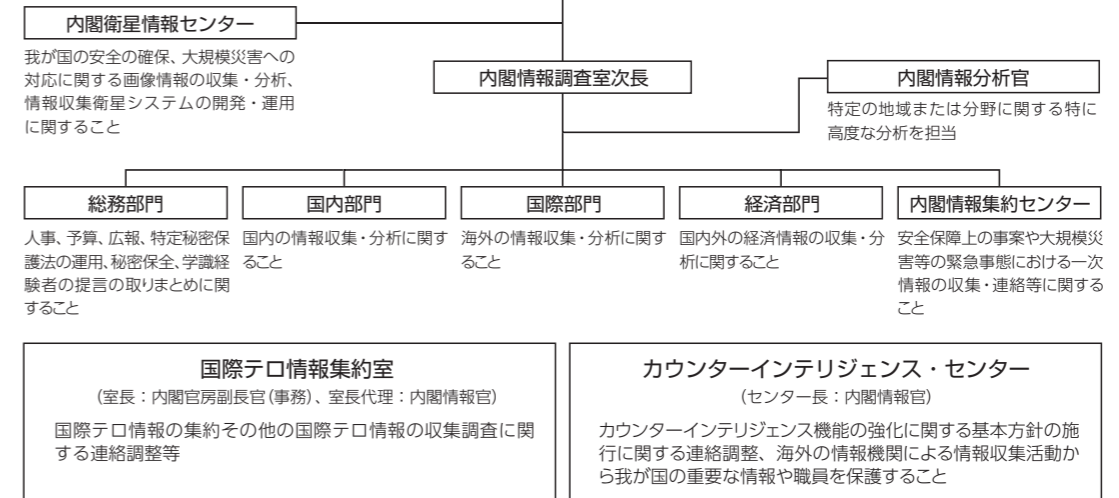 内閣衛星情報センター
我が国の安全の確保、大規模災害への
対応に関する画像情報の収集・分析、
情報収集衛星システムの開発・運用
に関すること
内閣情報調査室次長
内閣情報分析官
特定の地域または分野に関する特に
高度な分析を担当
総務部門
人事、予算、広報、特定秘密保
護法の運用、秘密保全、学識経
験者の提言の取りまとめに関
すること
国内部門
国内の情報収集・分析に関す
ること
国際部門
海外の情報収集・分析に関す
ること
経済部門
国内外の経済情報の収集・分
析に関すること
内閣情報集約センター
安全保障上の事案や大規模災
害等の緊急事態における一次
情報の収集・連絡等に関する
こと
国際テロ情報集約室
(室長:内閣官房副長官(事務)、室長代理:内閣情報官)
国際テロ情報の集約その他の国際テロ情報の収集調査に関
する連絡調整等
カウンターインテリジェンス・センター
(センター長:内閣情報官)
カウンターインテリジェンス機能の強化に関する基本方針の施
行に関する連絡調整、海外の情報機関による情報収集活動か
ら我が国の重要な情報や職員を保護すること